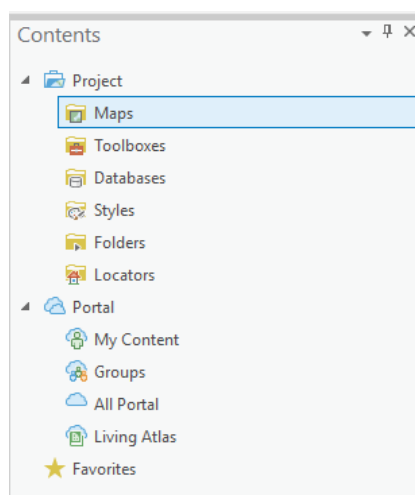 Contents
Project
Maps
Toolboxes
Databases
Styles
Folders
Locators
Portal
My Content
Groups
All Portal
Living Atlas
Favorites